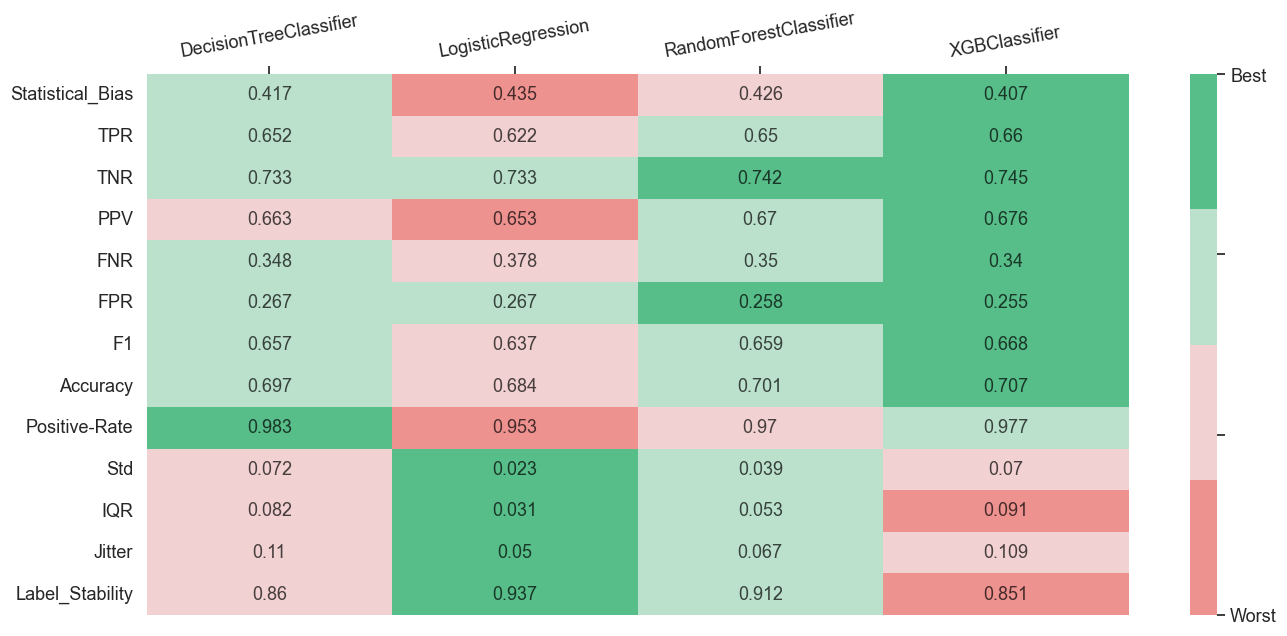 DecisionTreeClassifier LogisticRegression RandomForestClassifier XGBClassifier
Statistical_Bias 0.417 0.435 0.426 0.407 Best
TPR 0.652 0.622 0.65 0.66
TNR 0.733 0.733 0.742 0.745
PPV 0.663 0.653 0.67 0.676
FNR 0.348 0.378 0.35 0.34
FPR 0.267 0.267 0.258 0.255
F1 0.657 0.637 0.659 0.668
Accuracy 0.697 0.684 0.701 0.707
Positive-Rate 0.983 0.953 0.97 0.977
Std 0.072 0.023 0.039 0.07
IQR 0.082 0.031 0.053 0.091
Jitter 0.11 0.05 0.067 0.109
Label_Stability 0.86 0.937 0.912 0.851 Worst